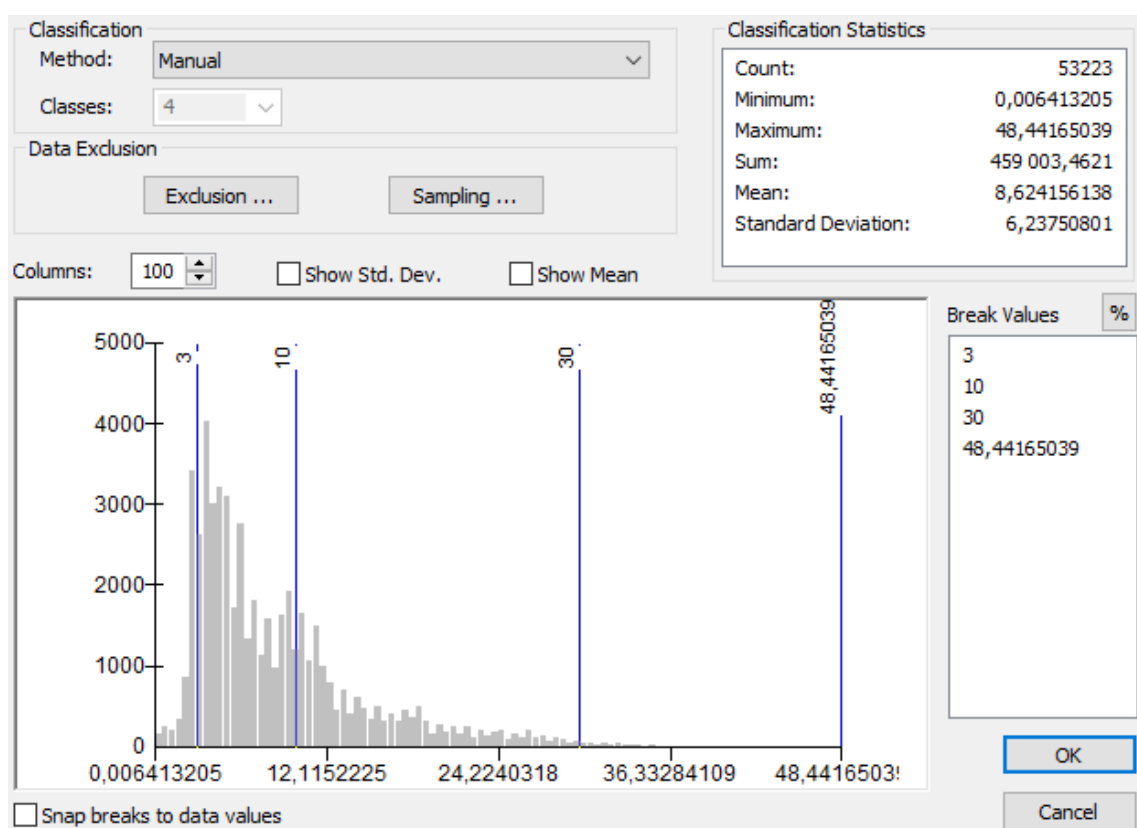 Classification
Method: Manual
Classes: 4
Data Exclusion
Exclusion ... Sampling ...
Classification Statistics
Count: 53223
Minimum: 0,006413205
Maximum: 48,44165039
Sum: 459 003,4621
Mean: 8,624156138
Standard Deviation: 6,23750801
Columns: 100 Show Std. Dev. Show Mean
Break Values %
3
10
30
48,44165039
3 10 30 48,44165039
5000
4000
3000
2000
1000
0
0,006413205 12,1152225 24,2240318 36,33284109 48,4416503
Snap breaks to data values
OK
Cancel